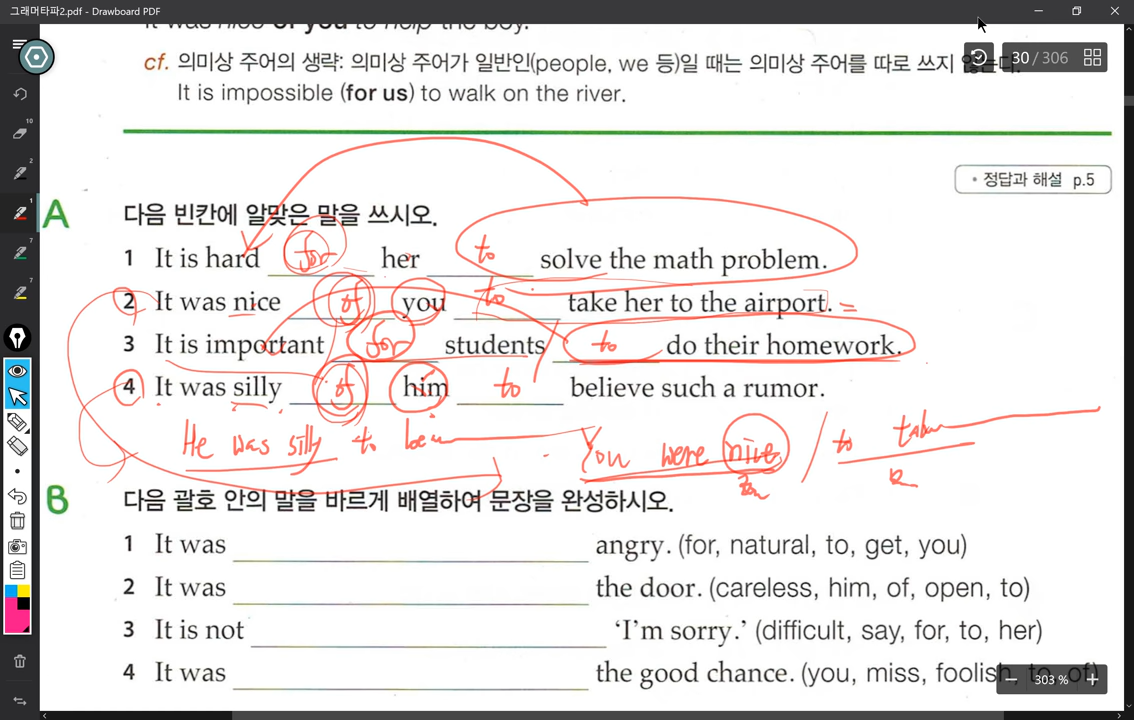 그래머타파2.pdf - Drawboard PDF
It was nice of you to help the boy.
30 / 306
cf. 의미상 주어의 생략: 의미상 주어가 일반인(people, we 등)일 때는 의미상 주어를 따로 쓰지 않는다.
It is impossible (for us) to walk on the river.
• 정답과 해설 p.5
A 다음 빈칸에 알맞은 말을 쓰시오.
1 It is hard for her to solve the math problem.
2 It was nice of you to take her to the airport.
3 It is important for students to do their homework.
4 It was silly of him to believe such a rumor.
He was silly to You were nice / to
B 다음 괄호 안의 말을 바르게 배열하여 문장을 완성하시오.
1 It was angry. (for, natural, to, get, you)
2 It was the door. (careless, him, of, open, to)
3 It is not 'I'm sorry.' (difficult, say, for, to, her)
4 It was the good chance. (you, miss, foolish, to, of)
303 %